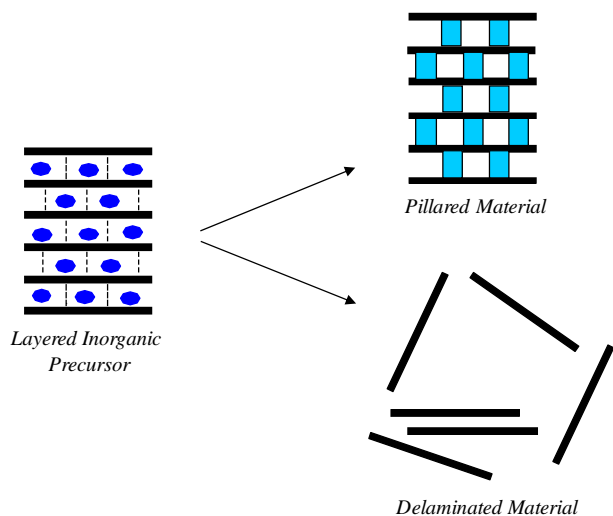 Pillared Material
Layered Inorganic
Precursor
Delaminated Material